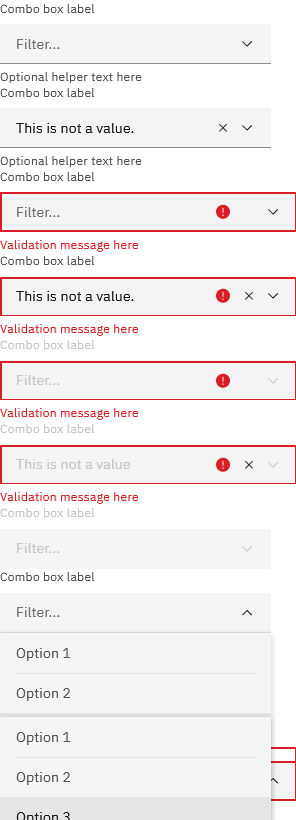 Combo box label
Filter...
Optional helper text here
Combo box label
This is not a value.
Optional helper text here
Combo box label
Filter...
Validation message here
Combo box label
This is not a value.
Validation message here
Combo box label
Filter...
Validation message here
Combo box label
This is not a value
Validation message here
Combo box label
Filter...
Combo box label
Filter...
Option 1
Option 2
Option 1
Option 2
Option 3